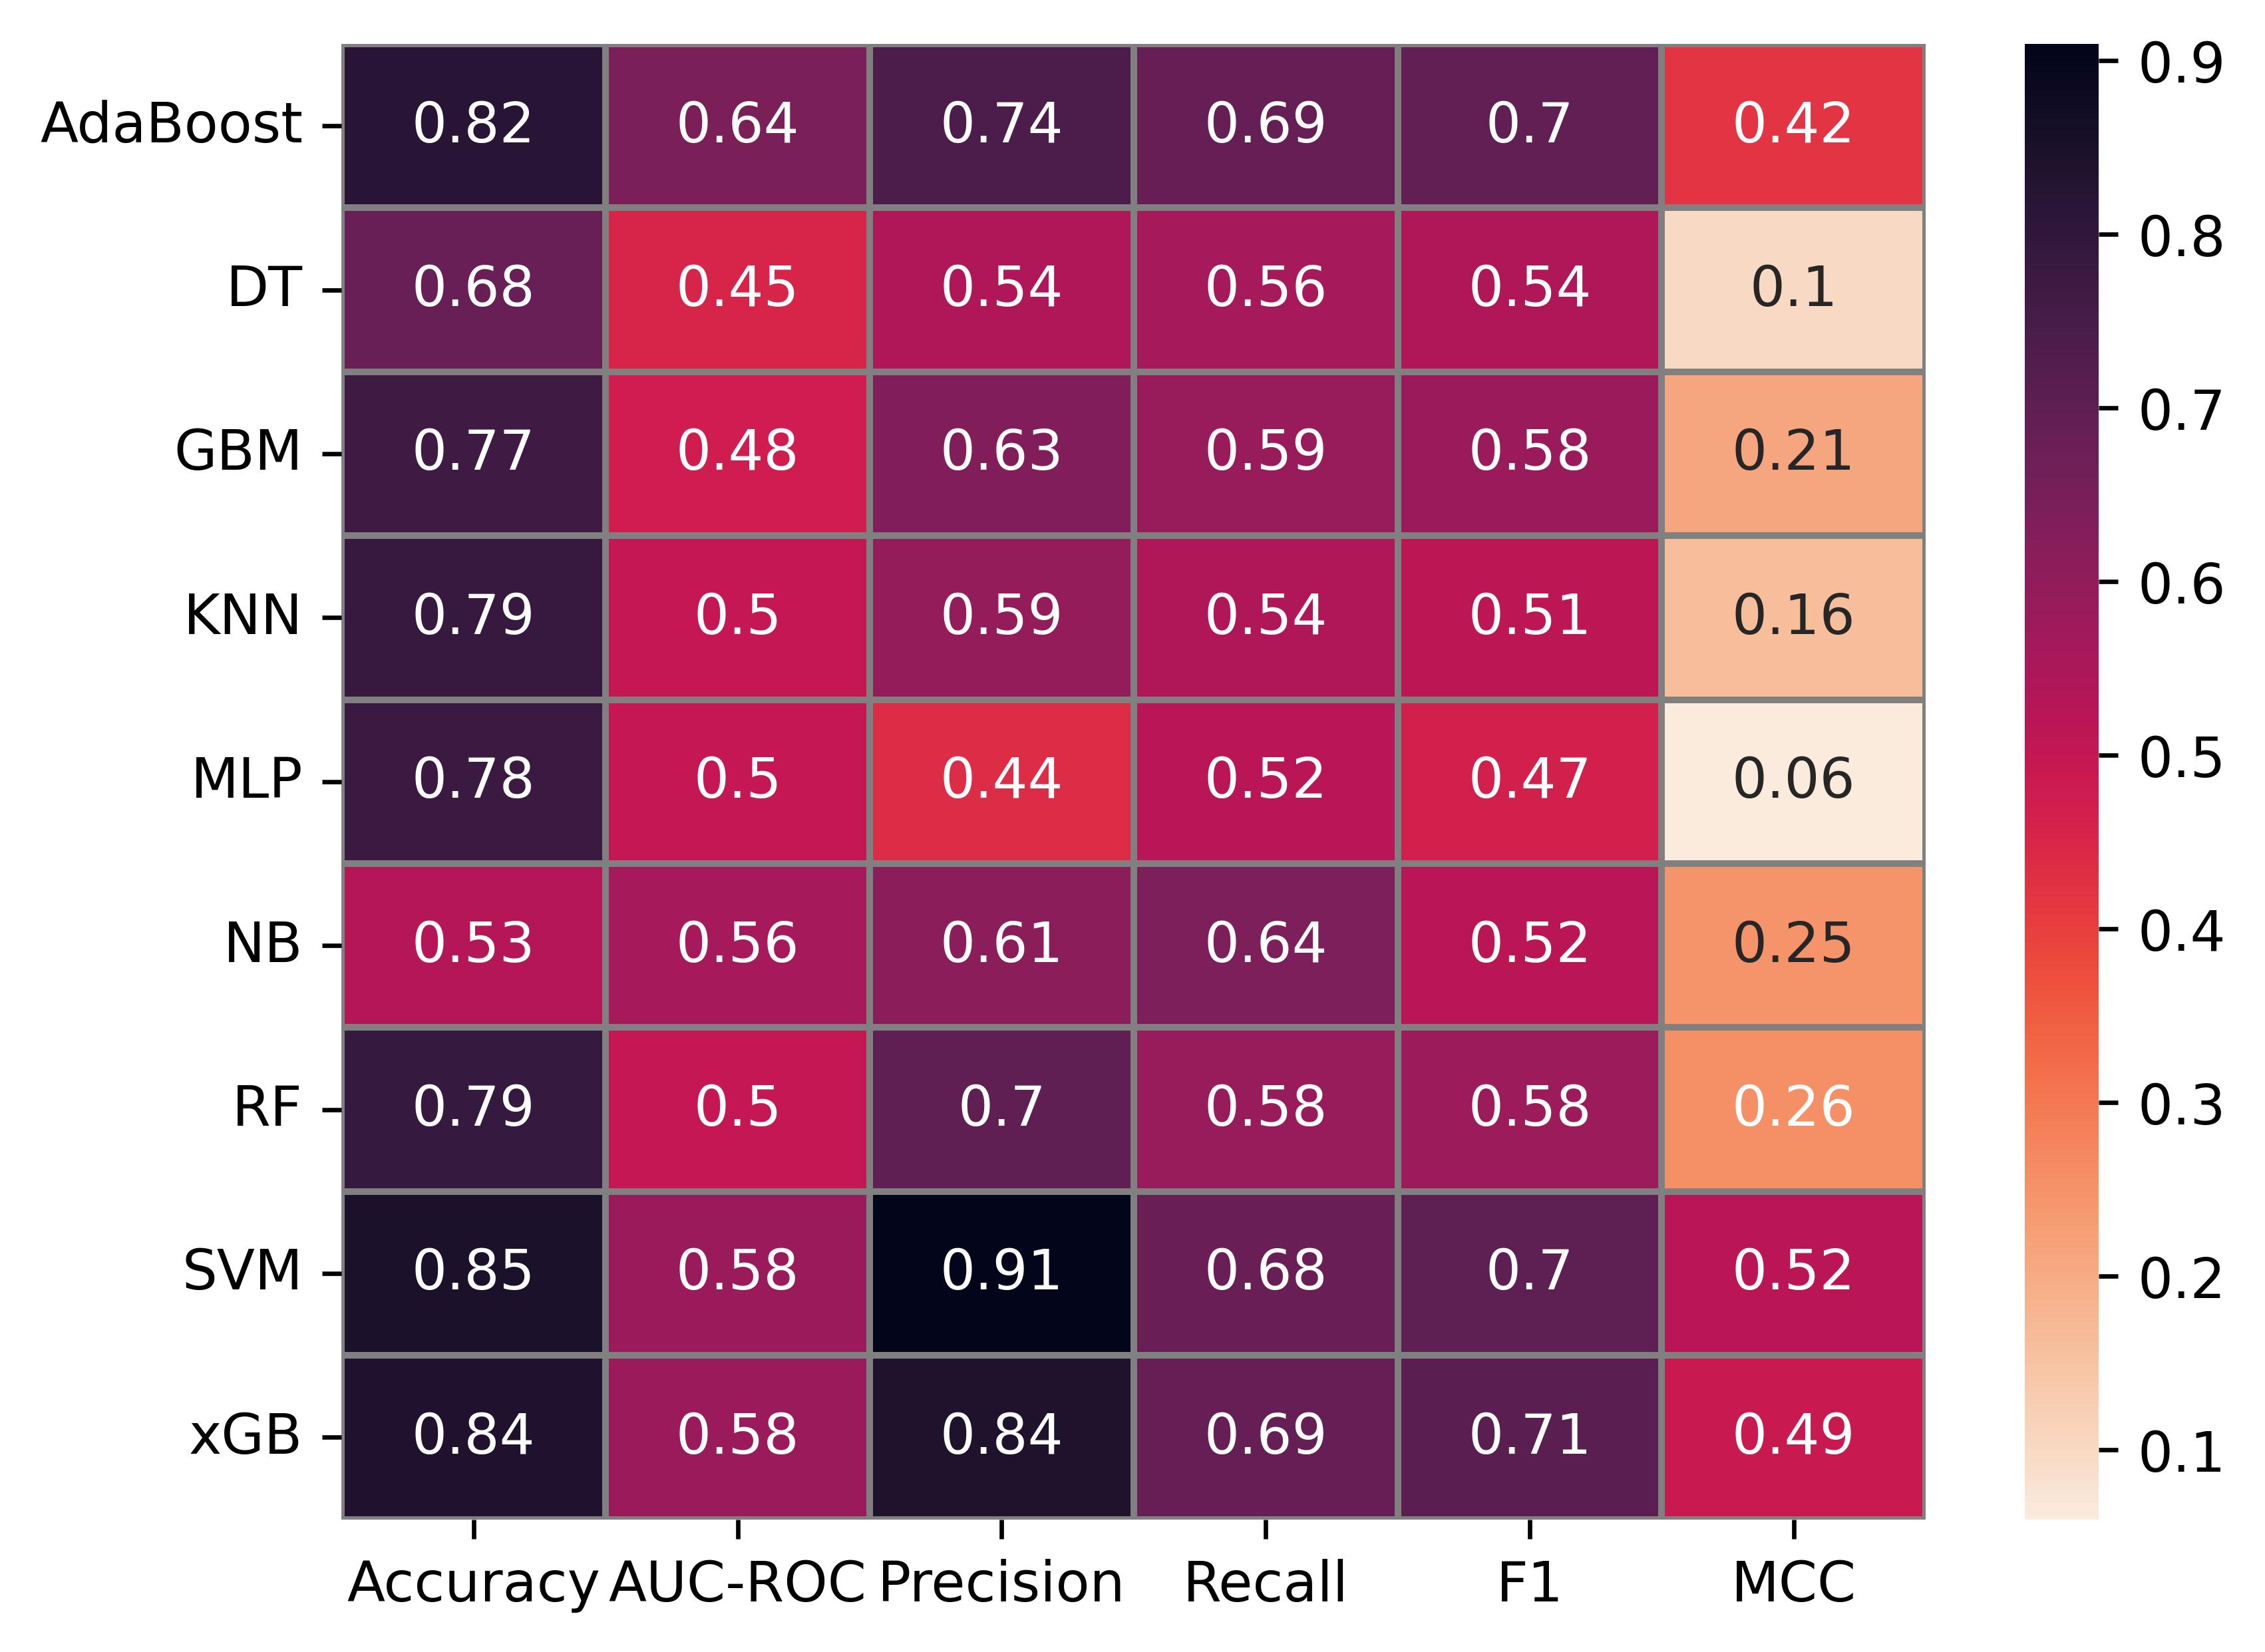 AdaBoost 0.82 0.64 0.74 0.69 0.7 0.42
DT 0.68 0.45 0.54 0.56 0.54 0.1
GBM 0.77 0.48 0.63 0.59 0.58 0.21
KNN 0.79 0.5 0.59 0.54 0.51 0.16
MLP 0.78 0.5 0.44 0.52 0.47 0.06
NB 0.53 0.56 0.61 0.64 0.52 0.25
RF 0.79 0.5 0.7 0.58 0.58 0.26
SVM 0.85 0.58 0.91 0.68 0.7 0.52
xGB 0.84 0.58 0.84 0.69 0.71 0.49
Accuracy AUC-ROC Precision Recall F1 MCC
0.9
0.8
0.7
0.6
0.5
0.4
0.3
0.2
0.1